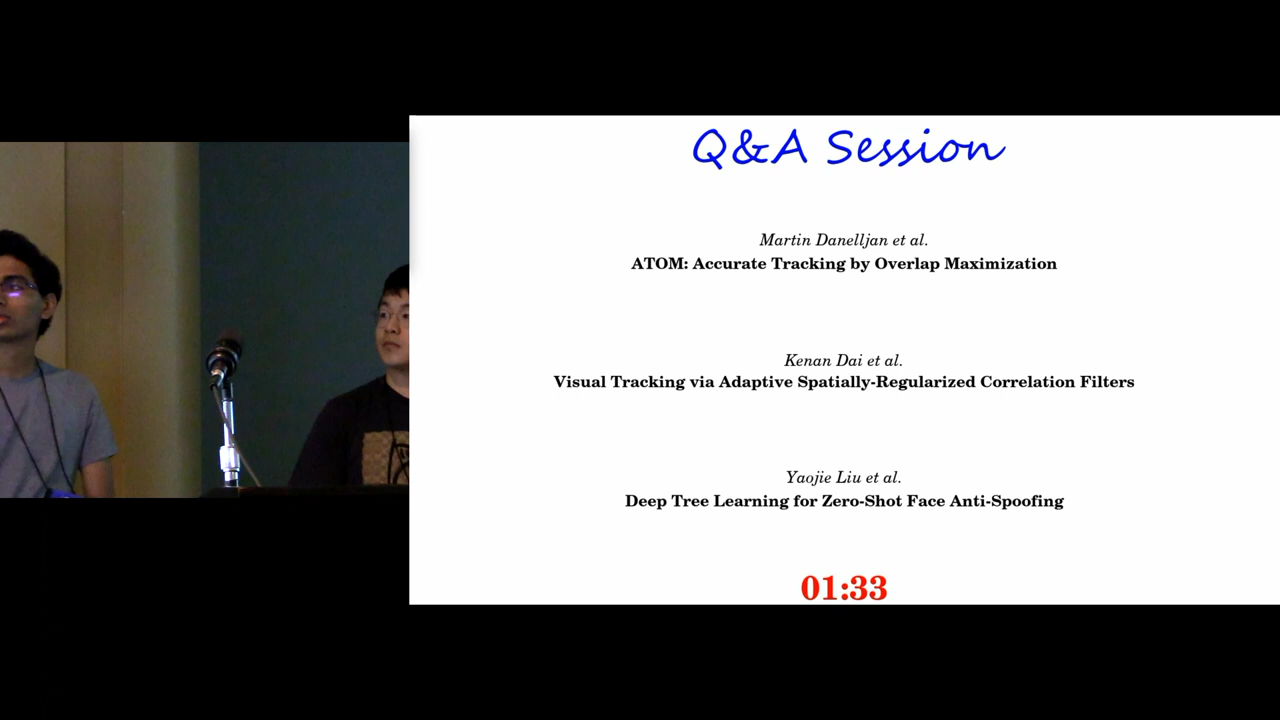 Q&A Session
Martin Danelljan et al.
ATOM: Accurate Tracking by Overlap Maximization
Kenan Dai et al.
Visual Tracking via Adaptive Spatially-Regularized Correlation Filters
Yaojie Liu et al.
Deep Tree Learning for Zero-Shot Face Anti-Spoofing
01:33